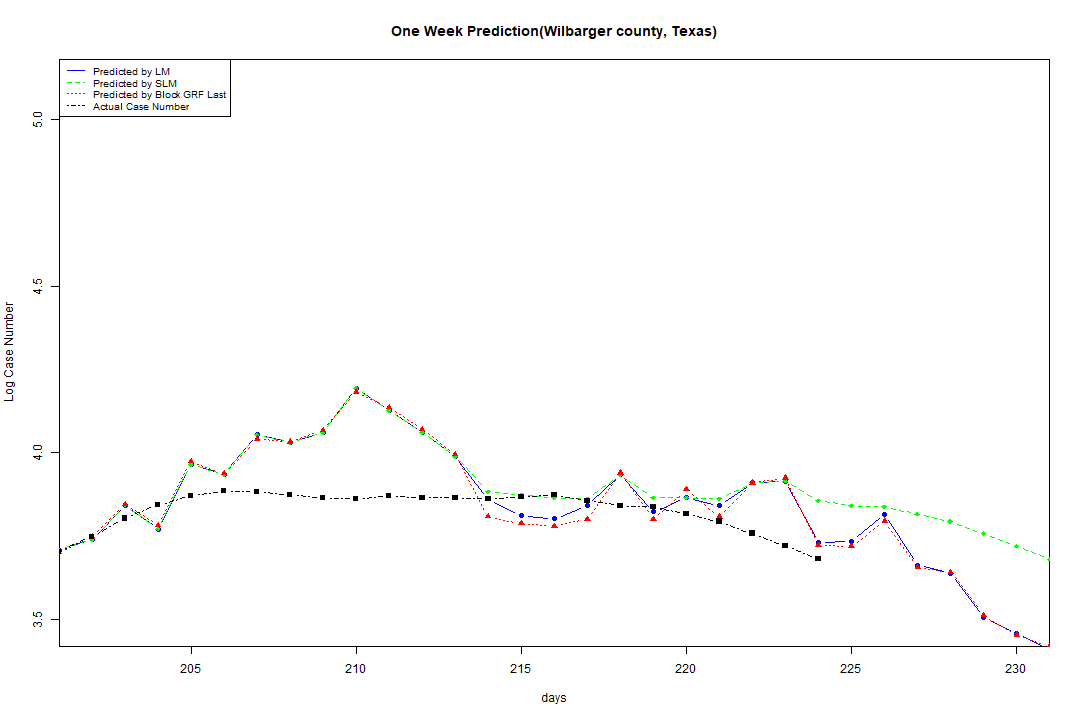 One Week Prediction(Wilbarger county, Texas)
Predicted by LM
Predicted by SLM
Predicted by Block GRF Last
Actual Case Number
5.0
4.5
4.0
3.5
Log Case Number
205 210 215 220 225 230
days